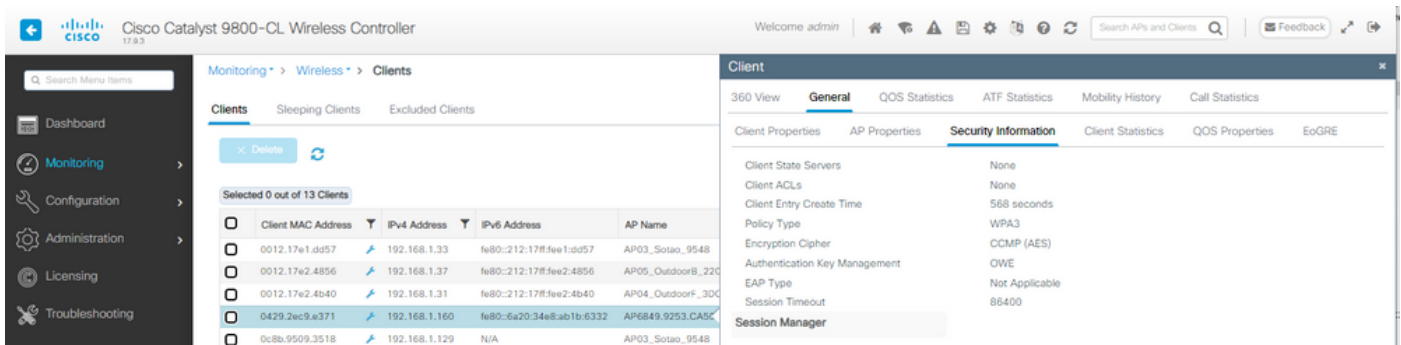 CISCO
Cisco Catalyst 9800-CL Wireless Controller
17.9.3
Welcome admin
Search APs and Clients
Feedback
Search Menu Items
Dashboard
Monitoring
Configuration
Administration
Licensing
Troubleshooting
Monitoring > Wireless > Clients
Clients Sleeping Clients Excluded Clients
× Delete
Selected 0 out of 13 Clients
Client MAC Address IPv4 Address IPv6 Address AP Name
0012.17e1.dd57 192.168.1.33 fe80::212:17ff:fee1:dd57 AP03_Sotao_9548
0012.17e2.4856 192.168.1.37 fe80::212:17ff:fee2:4856 AP05_OutdoorB_22C
0012.17e2.4b40 192.168.1.31 fe80::212:17ff:fee2:4b40 AP04_OutdoorF_3DC
0429.2ec9.e371 192.168.1.160 fe80::6a20:34e8:ab1b:6332 AP6849.9253.CA50
0c8b.9509.3518 192.168.1.129 N/A AP03_Sotao_9548
Client
360 View General QOS Statistics ATF Statistics Mobility History Call Statistics
Client Properties AP Properties Security Information Client Statistics QOS Properties EoGRE
Client State Servers None
Client ACLs None
Client Entry Create Time 568 seconds
Policy Type WPA3
Encryption Cipher CCMP (AES)
Authentication Key Management OWE
EAP Type Not Applicable
Session Timeout 86400
Session Manager